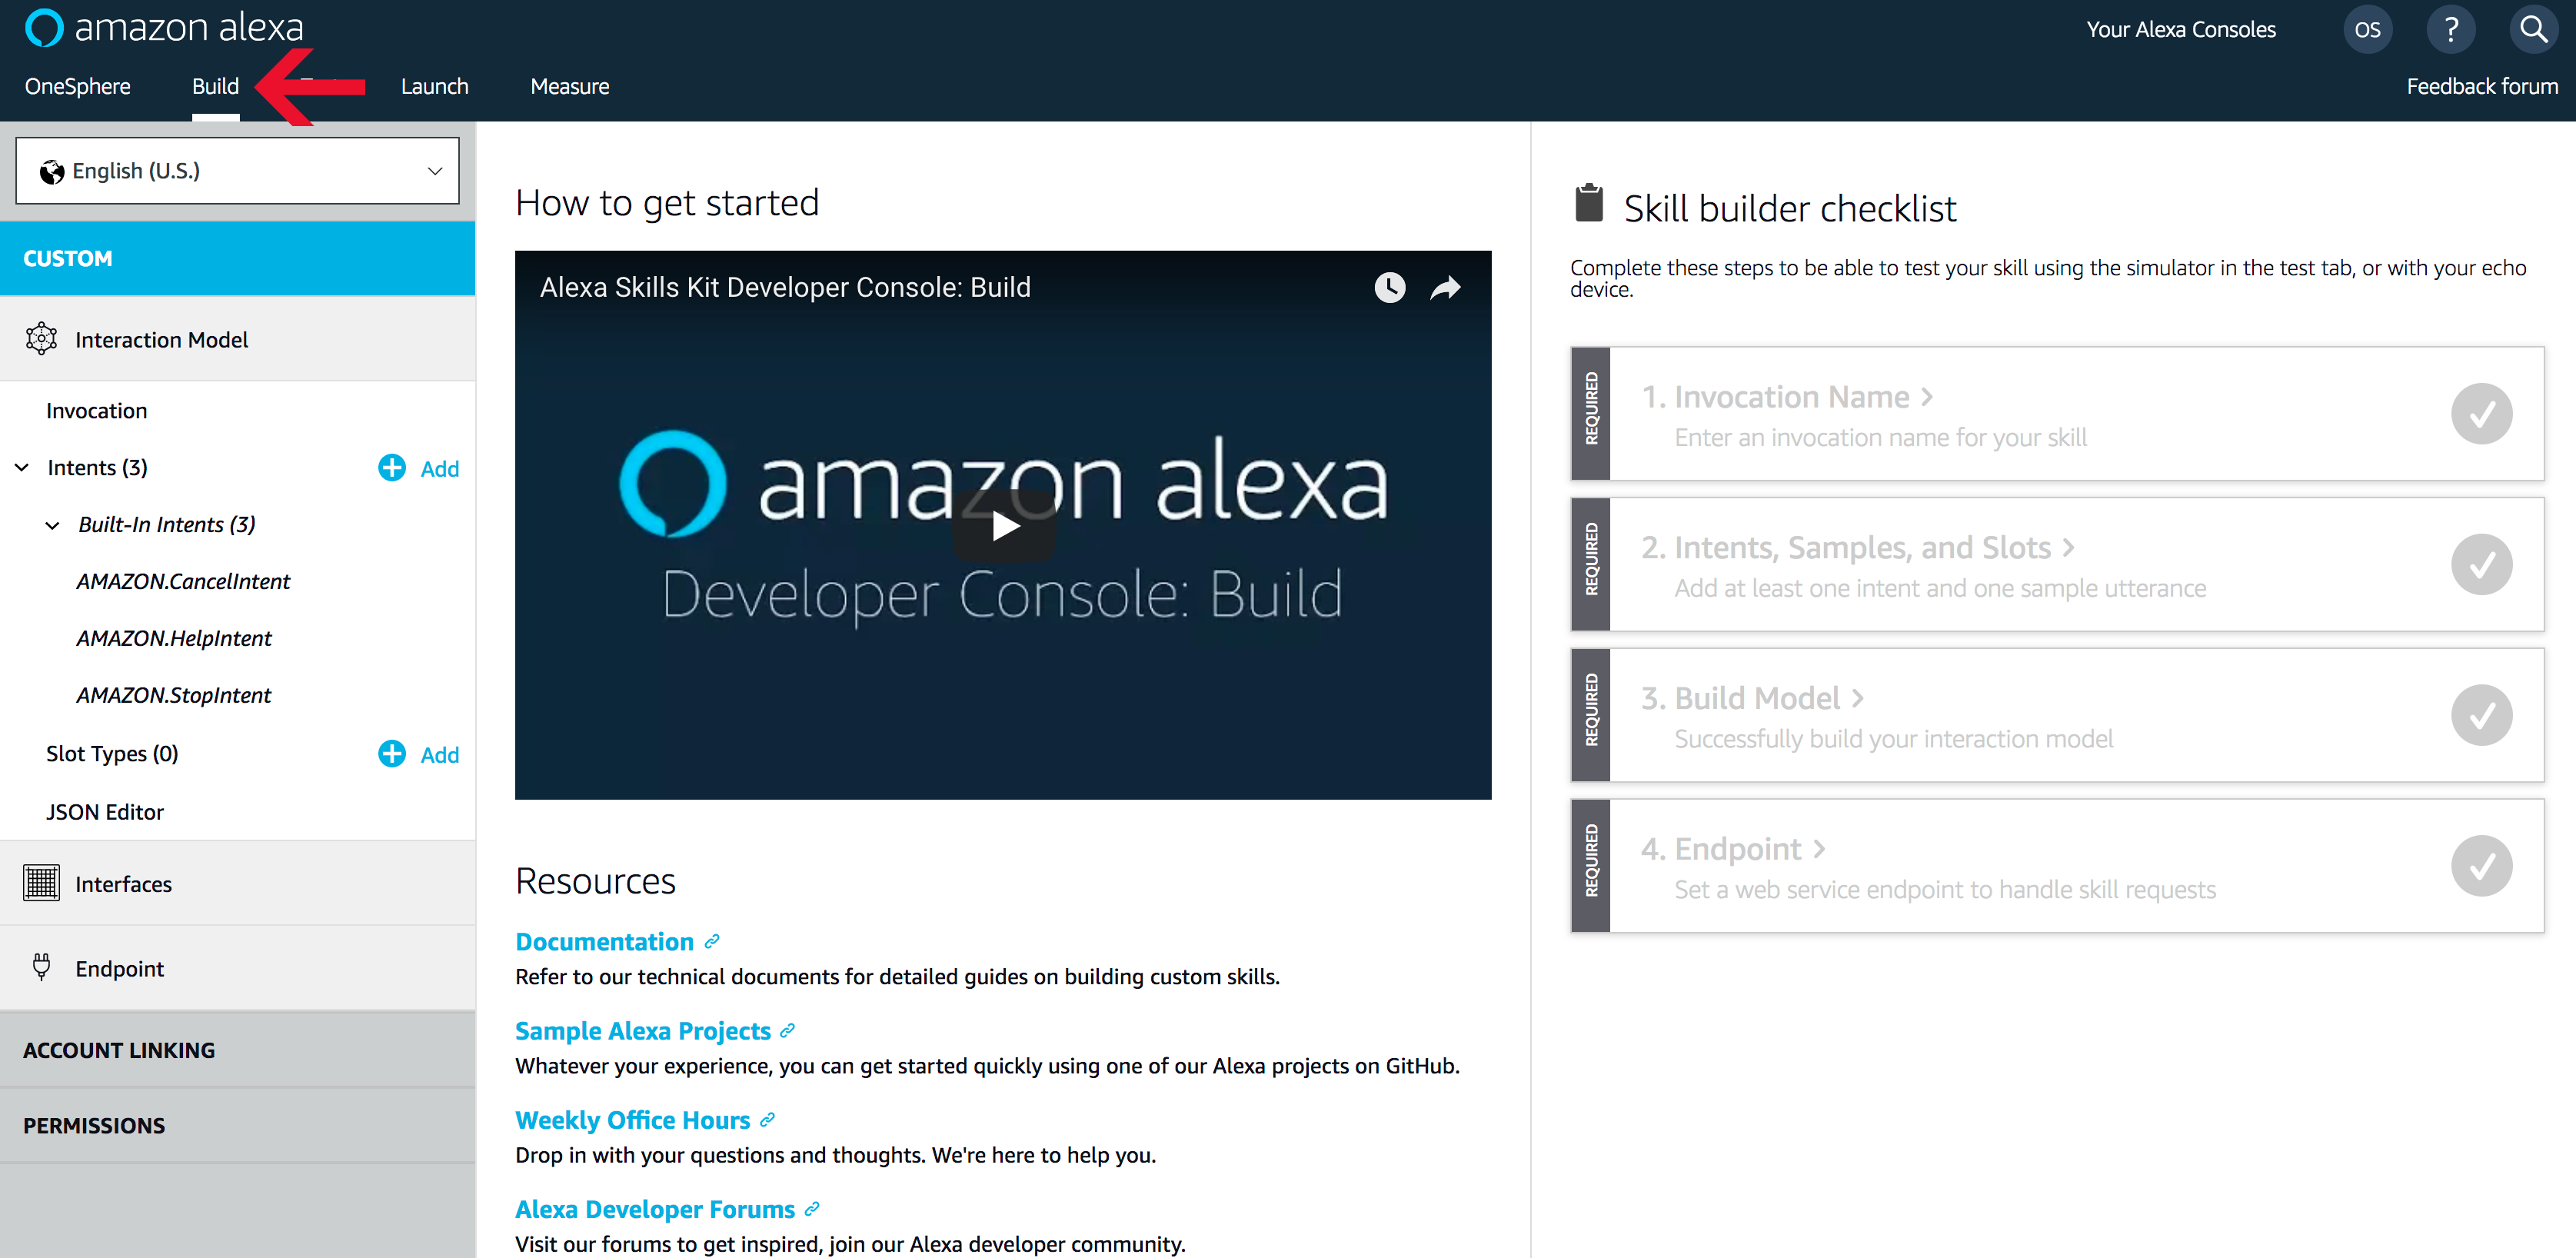 amazon alexa
Your Alexa Consoles
OS
?
OneSphere
Build
Launch
Measure
Feedback forum
English (U.S.)
CUSTOM
Interaction Model
Invocation
Intents (3)
Add
Built-In Intents (3)
AMAZON.CancelIntent
AMAZON.HelpIntent
AMAZON.StopIntent
Slot Types (0)
Add
JSON Editor
Interfaces
Endpoint
ACCOUNT LINKING
PERMISSIONS
How to get started
Alexa Skills Kit Developer Console: Build
amazon alexa
Developer Console: Build
Resources
Documentation
Refer to our technical documents for detailed guides on building custom skills.
Sample Alexa Projects
Whatever your experience, you can get started quickly using one of our Alexa projects on GitHub.
Weekly Office Hours
Drop in with your questions and thoughts. We're here to help you.
Alexa Developer Forums
Visit our forums to get inspired, join our Alexa developer community.
Skill builder checklist
Complete these steps to be able to test your skill using the simulator in the test tab, or with your echo
device.
REQUIRED
1. Invocation Name >
Enter an invocation name for your skill
REQUIRED
2. Intents, Samples, and Slots >
Add at least one intent and one sample utterance
REQUIRED
3. Build Model >
Successfully build your interaction model
REQUIRED
4. Endpoint >
Set a web service endpoint to handle skill requests